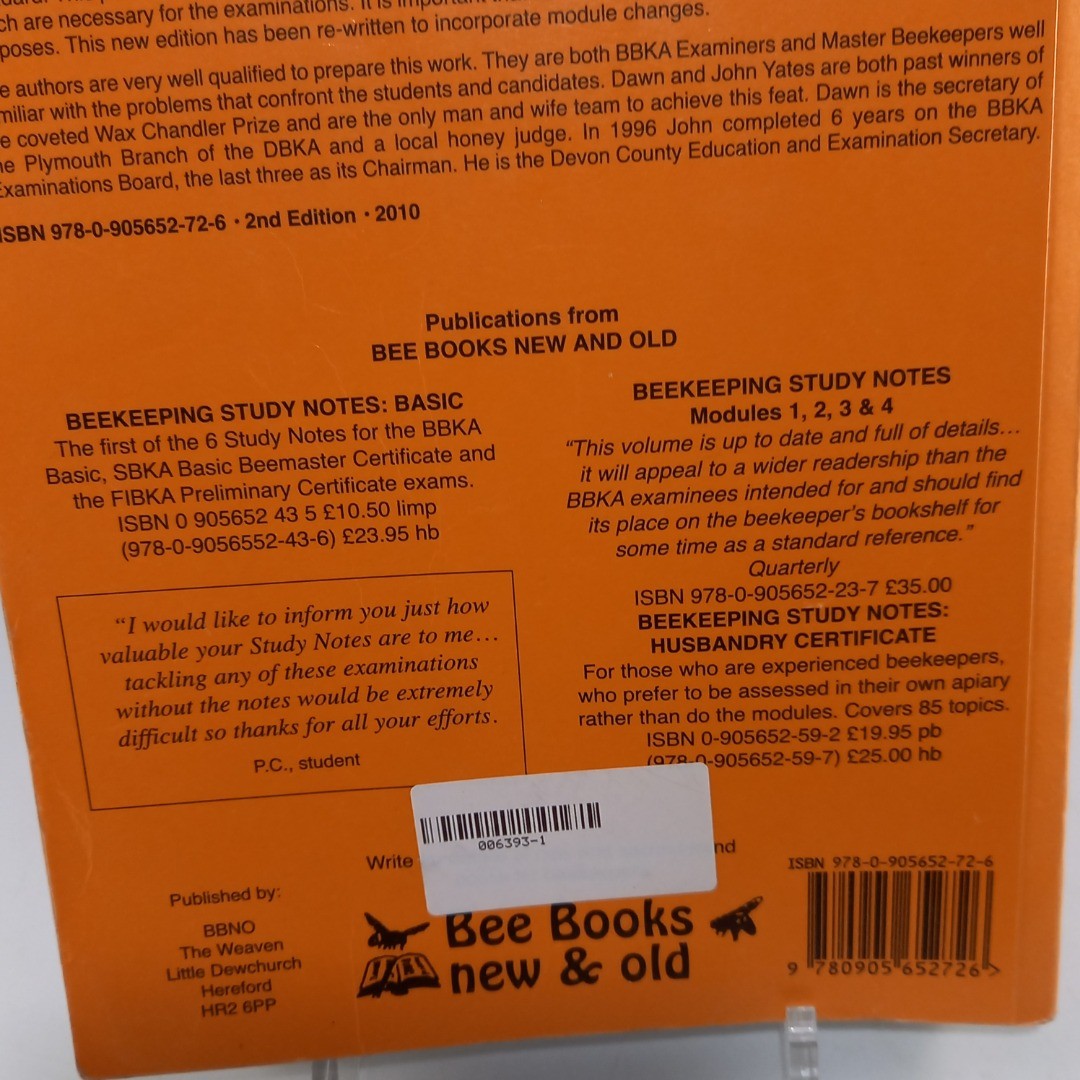 ch are necessary for the examinations. It is
poses. This new edition has been re-written to incorporate module changes.
e authors are very well qualified to prepare this work. They are both BBKA Examiners and Master Beekeepers well
miliar with the problems that confront the students and candidates. Dawn and John Yates are both past winners of
e coveted Wax Chandler Prize and are the only man and wife team to achieve this feat. Dawn is the secretary of
he Plymouth Branch of the DBKA and a local honey judge. In 1996 John completed 6 years on the BBKA
Examinations Board, the last three as its Chairman. He is the Devon County Education and Examination Secretary.
ISBN 978-0-905652-72-6 · 2nd Edition · 2010
Publications from
BEE BOOKS NEW AND OLD
BEEKEEPING STUDY NOTES: BASIC
The first of the 6 Study Notes for the BBKA
Basic, SBKA Basic Beemaster Certificate and
the FIBKA Preliminary Certificate exams.
ISBN 0 905652 43 5 £10.50 limp
(978-0-9056552-43-6) £23.95 hb
"I would like to inform you just how
valuable your Study Notes are to me...
tackling any of these examinations
without the notes would be extremely
difficult so thanks for all your efforts.
P.C., student
BEEKEEPING STUDY NOTES
Modules 1, 2, 3 & 4
"This volume is up to date and full of details...
it will appeal to a wider readership than the
BBKA examinees intended for and should find
its place on the beekeeper's bookshelf for
some time as a standard reference."
Quarterly
ISBN 978-0-905652-23-7 £35.00
BEEKEEPING STUDY NOTES:
HUSBANDRY CERTIFICATE
For those who are experienced beekeepers,
who prefer to be assessed in their own apiary
rather than do the modules. Covers 85 topics.
ISBN 0-905652-59-2 £19.95 pb
(978-0-905652-59-7) £25.00 hb
006393-1
Write nd
Published by:
BBNO
The Weaven
Little Dewchurch
Hereford
HR2 6PP
Bee Books
new & old
ISBN 978-0-905652-72-6
9 780905 652726 >